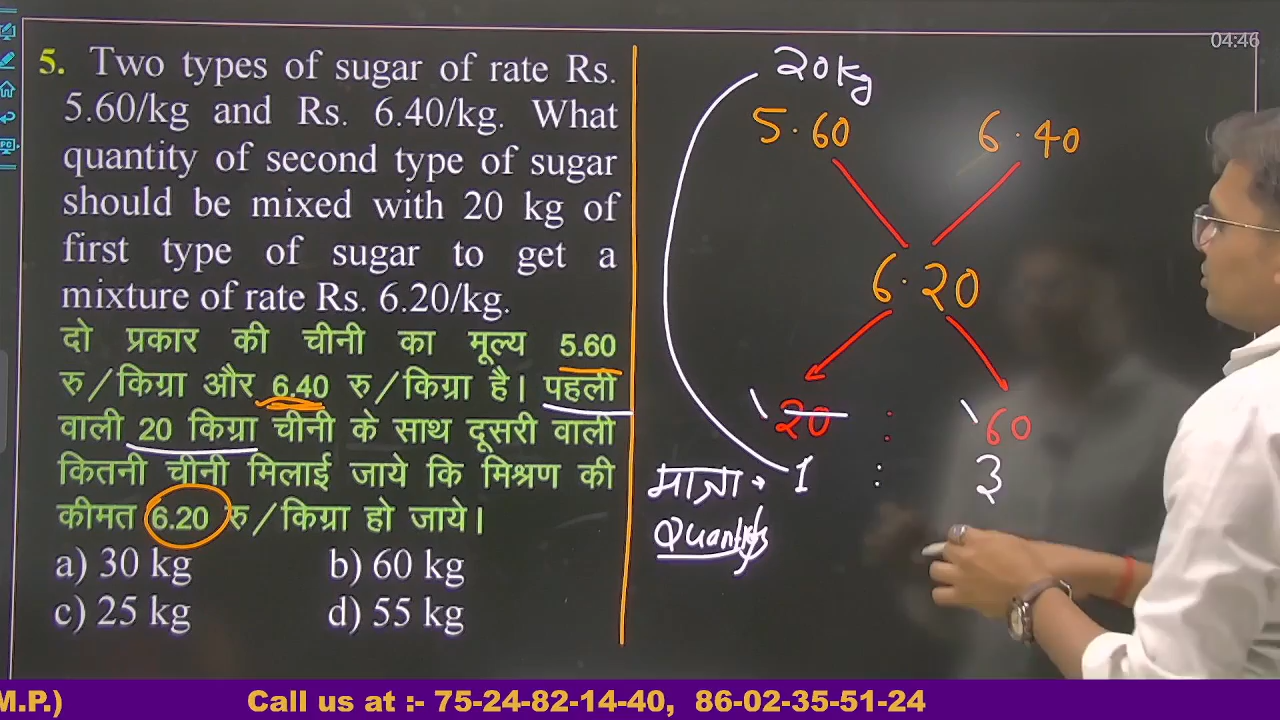 04:46
5. Two types of sugar of rate Rs.
5.60/kg and Rs. 6.40/kg. What
quantity of second type of sugar
should be mixed with 20 kg of
first type of sugar to get a
mixture of rate Rs. 6.20/kg.
दो प्रकार की चीनी का मूल्य 5.60
रु/किग्रा और 6.40 रु/किग्रा है। पहली
वाली 20 किग्रा चीनी के साथ दूसरी वाली
कितनी चीनी मिलाई जाये कि मिश्रण की
कीमत 6.20 रु/किग्रा हो जाये।
a) 30 kg b) 60 kg
c) 25 kg d) 55 kg
20kg
5.60 6.40
6.20
20 : 60
मात्रा → 1 : 3
Quantity
M.P.) Call us at :- 75-24-82-14-40, 86-02-35-51-24